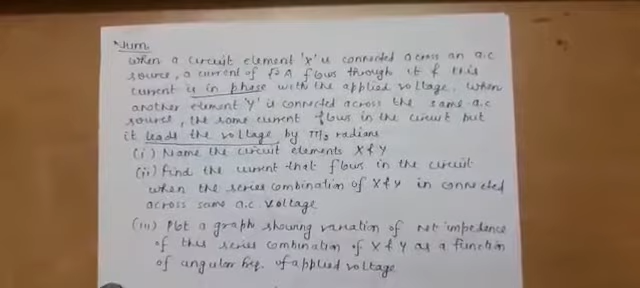 Num.
When a circuit element 'X' is connected across an a.c
source, a current of √2 A flows through it & this
current is in phase with the applied voltage. When
another element 'Y' is connected across the same a.c
source, the same current flows in the circuit but
it leads the voltage by π/2 radians
(i) Name the circuit elements X & Y
(ii) Find the current that flows in the circuit
when the series combination of X & Y in connected
across same a.c voltage
(iii) Plot a graph showing variation of net impedence
of this series combination of X & Y as a function
of angular freq. of applied voltage